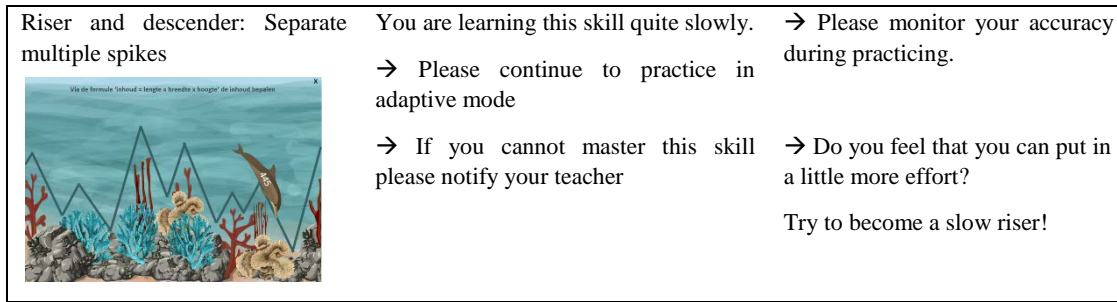 Riser and descender: Separate
multiple spikes
x
Via de formule 'inhoud = lengte x breedte x hoogte' de inhoud bepalen
445
You are learning this skill quite slowly.
→ Please continue to practice in
adaptive mode
→ If you cannot master this skill
please notify your teacher
→ Please monitor your accuracy
during practicing.
→ Do you feel that you can put in
a little more effort?
Try to become a slow riser!